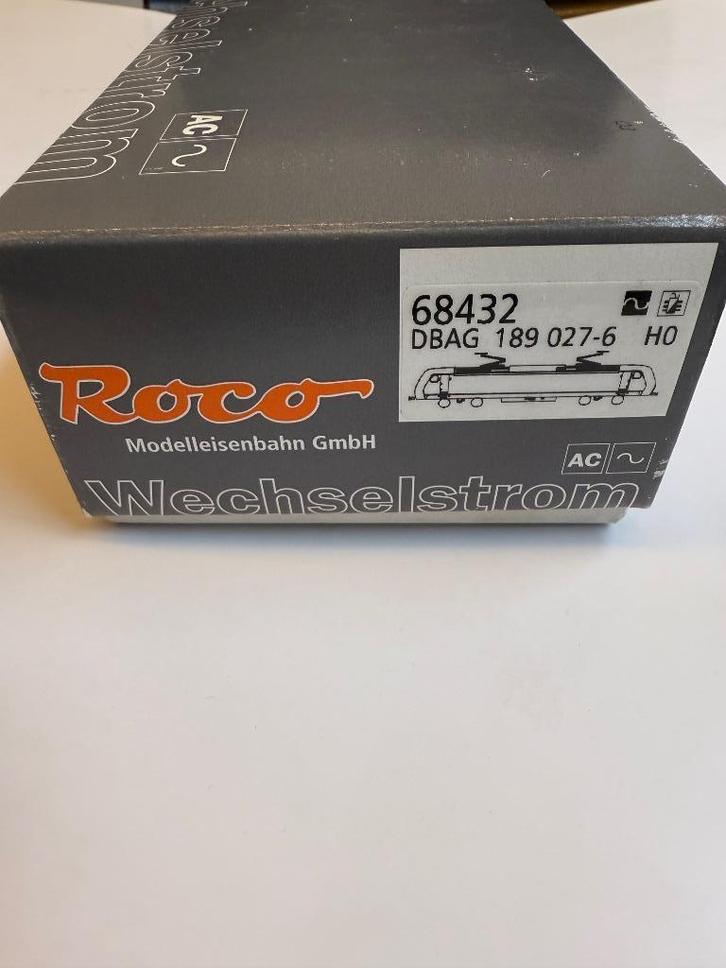 Wechselstrom
AC
68432
DBAG 189 027-6 H0
Roco
Modelleisenbahn GmbH
AC
Wechselstrom